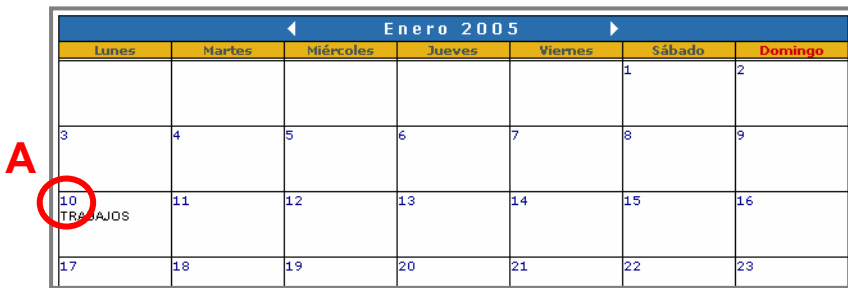 Enero 2005
Lunes Martes Miércoles Jueves Viernes Sábado Domingo
1 2
3 4 5 6 7 8 9
A
10 11 12 13 14 15 16
TRABAJOS
17 18 19 20 21 22 23